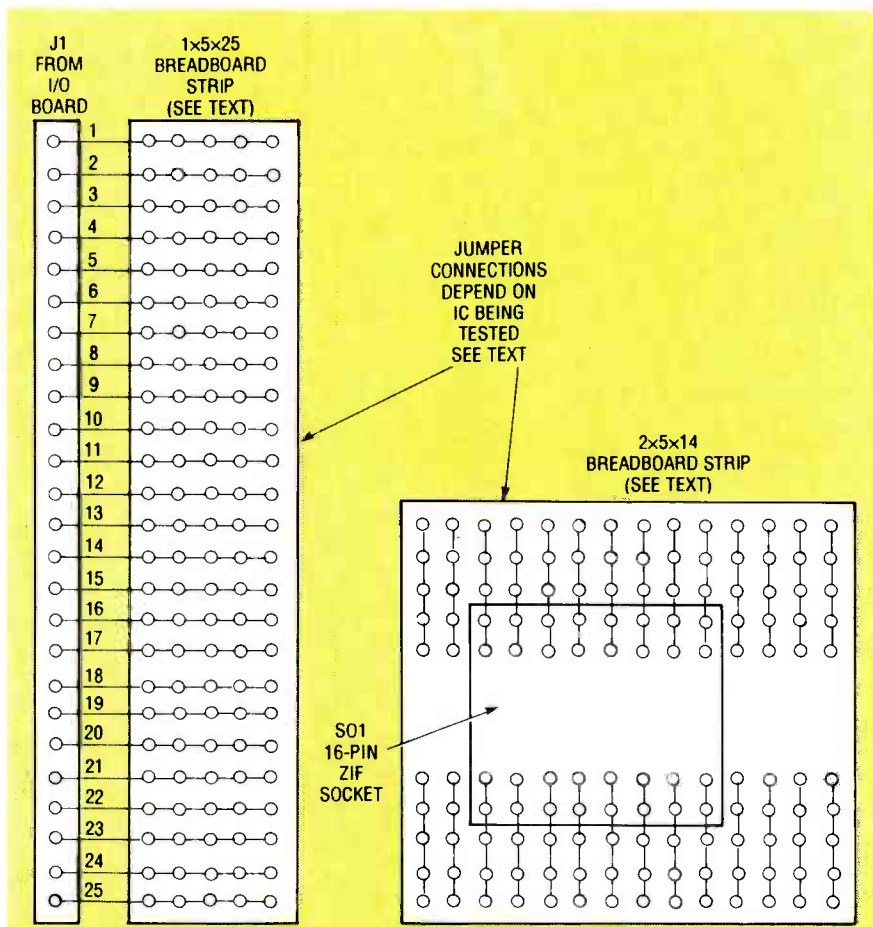 J1
FROM
I/O
BOARD
1×5×25
BREADBOARD
STRIP
(SEE TEXT)
1
2
3
4
5
6
7
8
9
10
11
12
13
14
15
16
17
18
19
20
21
22
23
24
25
JUMPER
CONNECTIONS
DEPEND ON
IC BEING
TESTED
SEE TEXT
2×5×14
BREADBOARD STRIP
(SEE TEXT)
SO1
16-PIN
ZIF
SOCKET